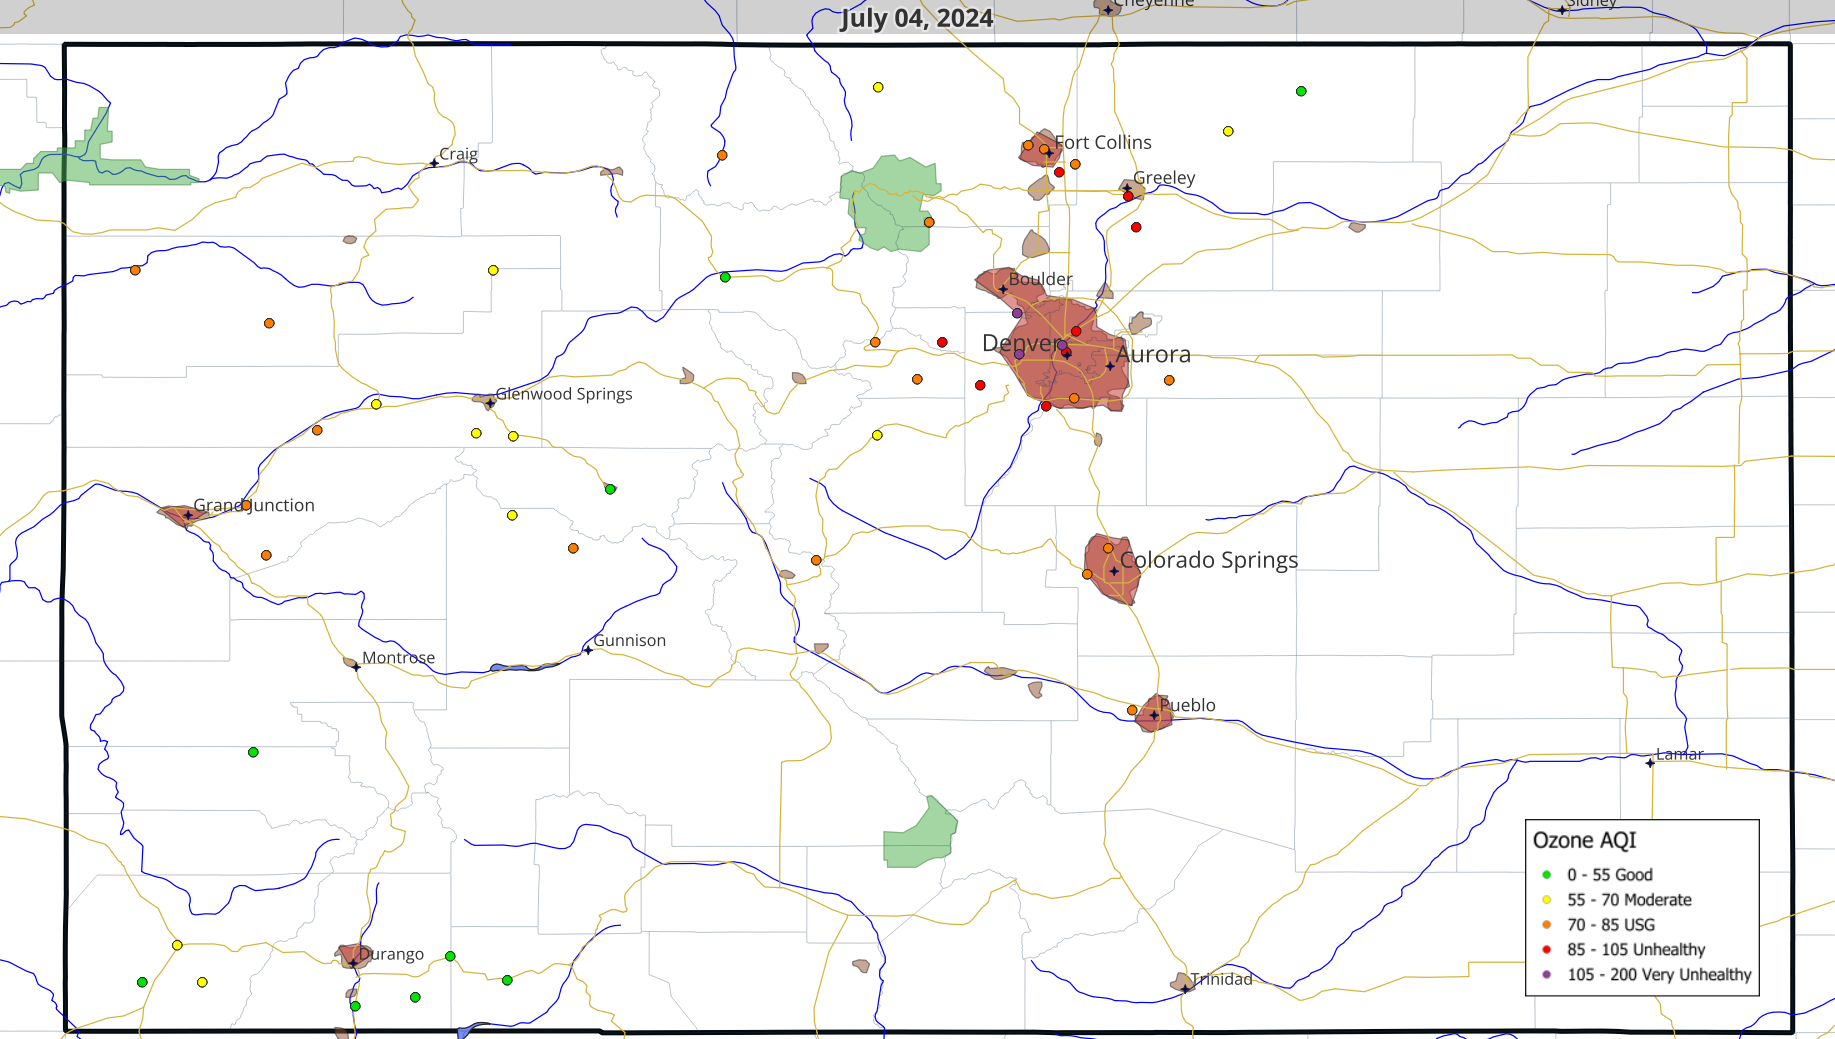 Cheyenne
Sidney
July 04, 2024
Craig
Fort Collins
Greeley
Boulder
Denver
Aurora
Glenwood Springs
Grand Junction
Colorado Springs
Gunnison
Montrose
Pueblo
Lamar
Durango
Trinidad
Ozone AQI
0 - 55 Good
55 - 70 Moderate
70 - 85 USG
85 - 105 Unhealthy
105 - 200 Very Unhealthy